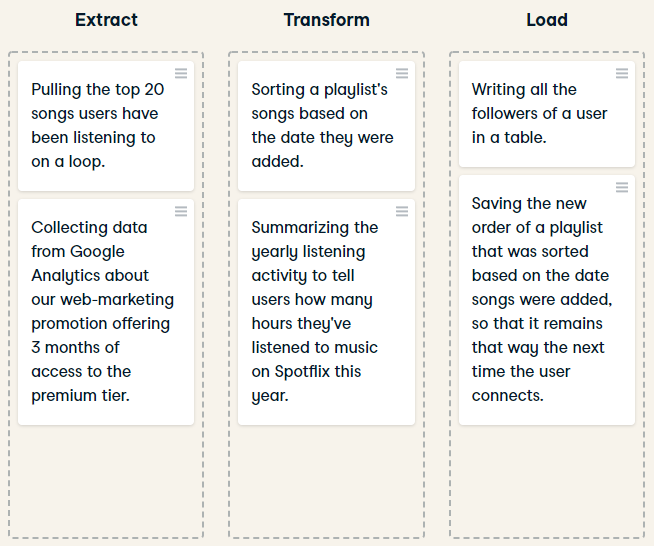 Extract
Pulling the top 20
songs users have
been listening to
on a loop.
Collecting data
from Google
Analytics about
our web-marketing
promotion offering
3 months of
access to the
premium tier.
Transform
Sorting a playlist's
songs based on
the date they were
added.
Summarizing the
yearly listening
activity to tell
users how many
hours they've
listened to music
on Spotflix this
year.
Load
Writing all the
followers of a user
in a table.
Saving the new
order of a playlist
that was sorted
based on the date
songs were added,
so that it remains
that way the next
time the user
connects.